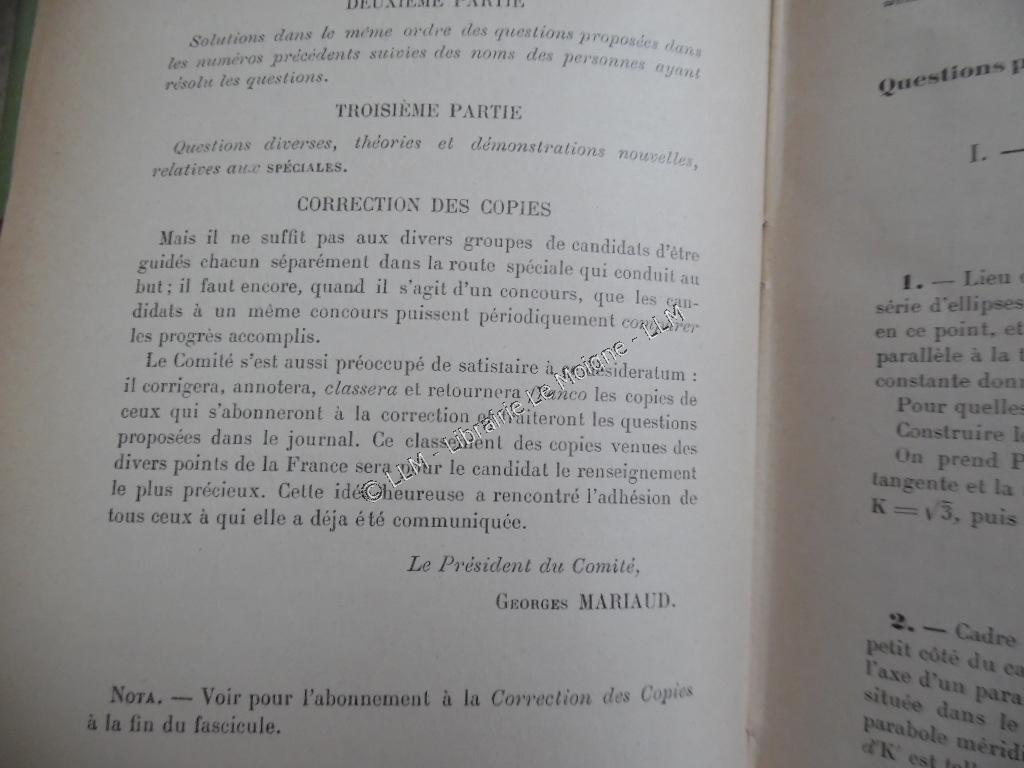 DEUXIÈME PARTIE
Solutions dans le même ordre des questions proposées dans
les numéros précédents suivies des noms des personnes ayant
résolu les questions.
TROISIÈME PARTIE
Questions diverses, théories et démonstrations nouvelles,
relatives aux SPÉCIALES.
CORRECTION DES COPIES
Mais il ne suffit pas aux divers groupes de candidats d'être
guidés chacun séparément dans la route spéciale qui conduit au
but ; il faut encore, quand il s'agit d'un concours, que les can-
didats à un même concours puissent périodiquement comparer
les progrès accomplis.
Le Comité s'est aussi préoccupé de satisfaire à ce desideratum :
il corrigera, annotera, classera et retournera franco les copies de
ceux qui s'abonneront à la correction et traiteront les questions
proposées dans le journal. Ce classement des copies venues des
divers points de la France sera pour le candidat le renseignement
le plus précieux. Cette idée heureuse a rencontré l'adhésion de
tous ceux à qui elle a déja été communiquée.
Le Président du Comité,
GEORGES MARIAUD.
NOTA. — Voir pour l'abonnement à la Correction des Copies
à la fin du fascicule.
© LLM - Librairie Le Moigne - LLM
Questions p
I. —
1. — Lieu
série d'ellipses
en ce point, et
parallèle à la t
constante donn
Pour quelles
Construire le
On prend P
tangente et la
K = √3, puis
2. — Cadre
petit côté du ca
l'axe d'un para
située dans le
parabole méridi
d'K' est tell